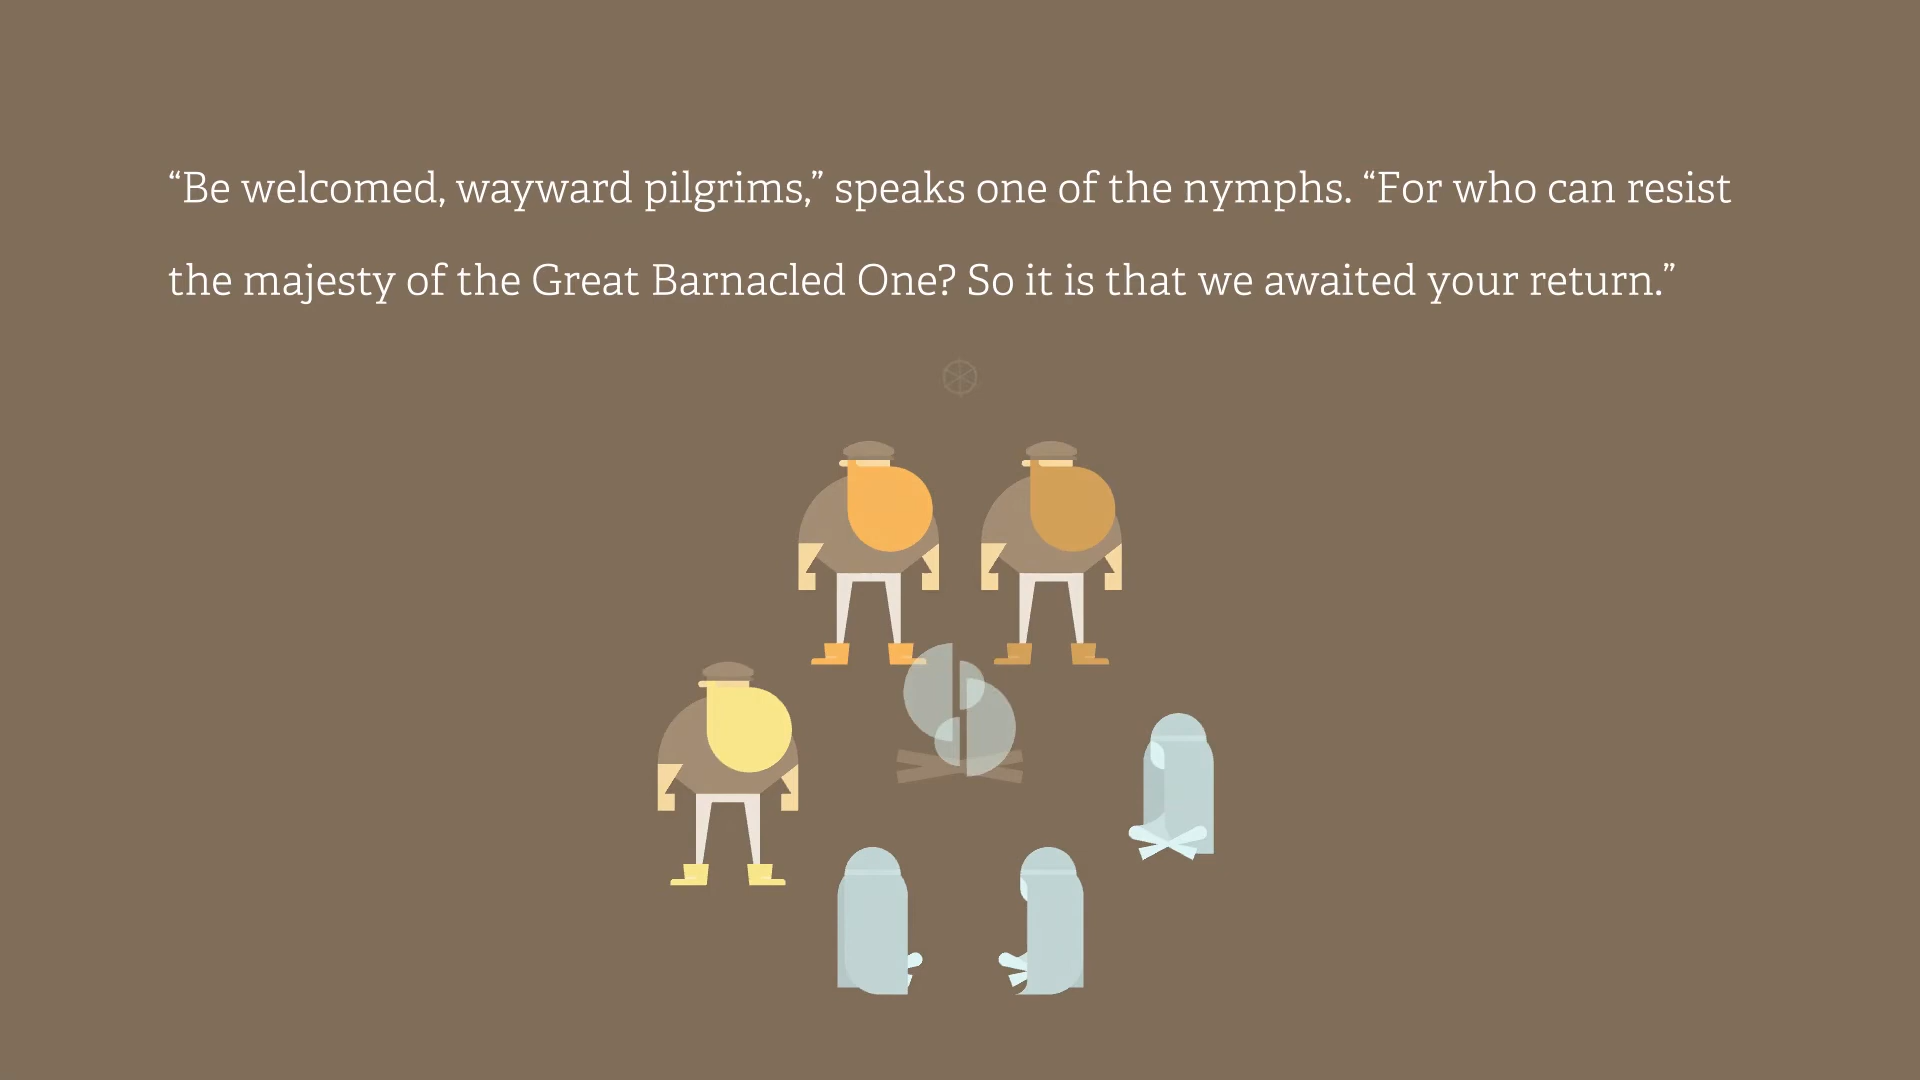 “Be welcomed, wayward pilgrims,” speaks one of the nymphs. “For who can resist
the majesty of the Great Barnacled One? So it is that we awaited your return.”